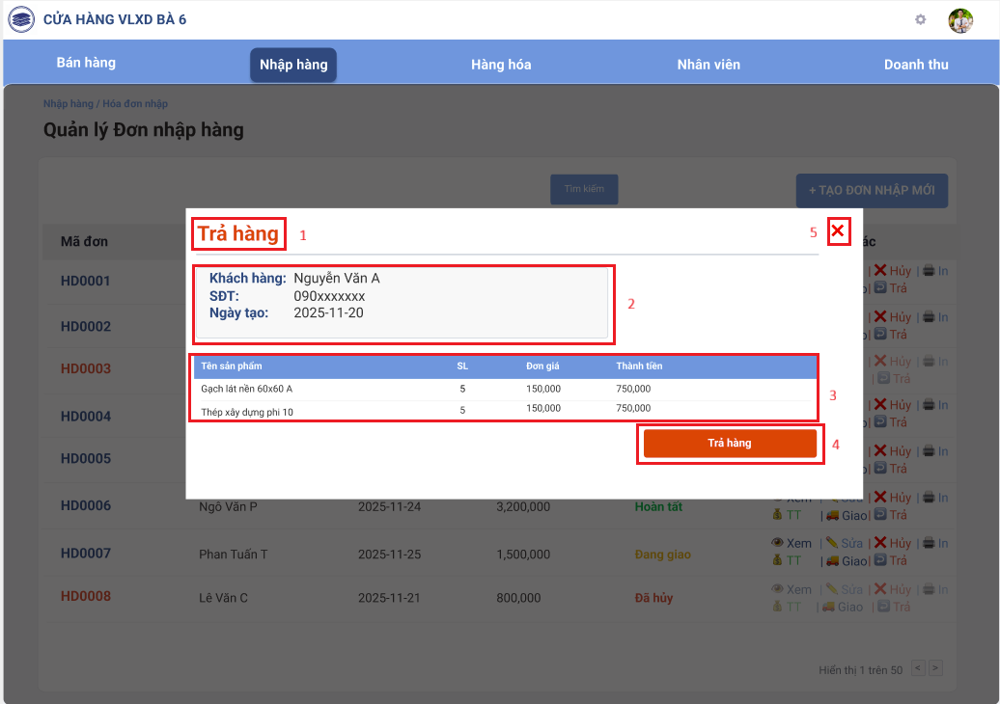 CỬA HÀNG VLXD BÀ 6
Bán hàng Nhập hàng Hàng hóa Nhân viên Doanh thu
Nhập hàng / Hóa đơn nhập
Quản lý Đơn nhập hàng
Tìm kiếm + TẠO ĐƠN NHẬP MỚI
Trả hàng 1 5
Mã đơn
Khách hàng: Nguyễn Văn A
SĐT: 090xxxxxxx
Ngày tạo: 2025-11-20
2
HD0001 | Hủy | In
| Trả
HD0002 | Hủy | In
| Trả
HD0003 | Hủy | In
| Trả
Tên sản phẩm SL Đơn giá Thành tiền
Gạch lát nền 60x60 A 5 150,000 750,000
Thép xây dựng phi 10 5 150,000 750,000
3
HD0004 | Hủy | In
| Trả
Trả hàng 4
HD0005 | Hủy | In
| Trả
HD0006 Ngô Văn P 2025-11-24 3,200,000 Hoàn tất Xem | Sửa | Hủy | In
TT | Giao | Trả
HD0007 Phan Tuấn T 2025-11-25 1,500,000 Đang giao Xem | Sửa | Hủy | In
TT | Giao | Trả
HD0008 Lê Văn C 2025-11-21 800,000 Đã hủy Xem | Sửa | Hủy | In
TT | Giao | Trả
Hiển thị 1 trên 50 < >